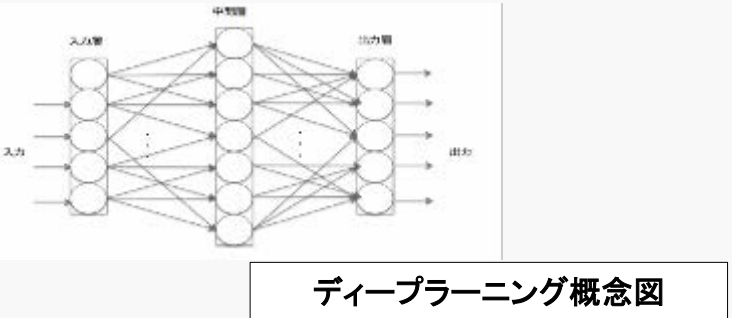 中間層
入力層
出力層
入力
出力
ディープラーニング概念図